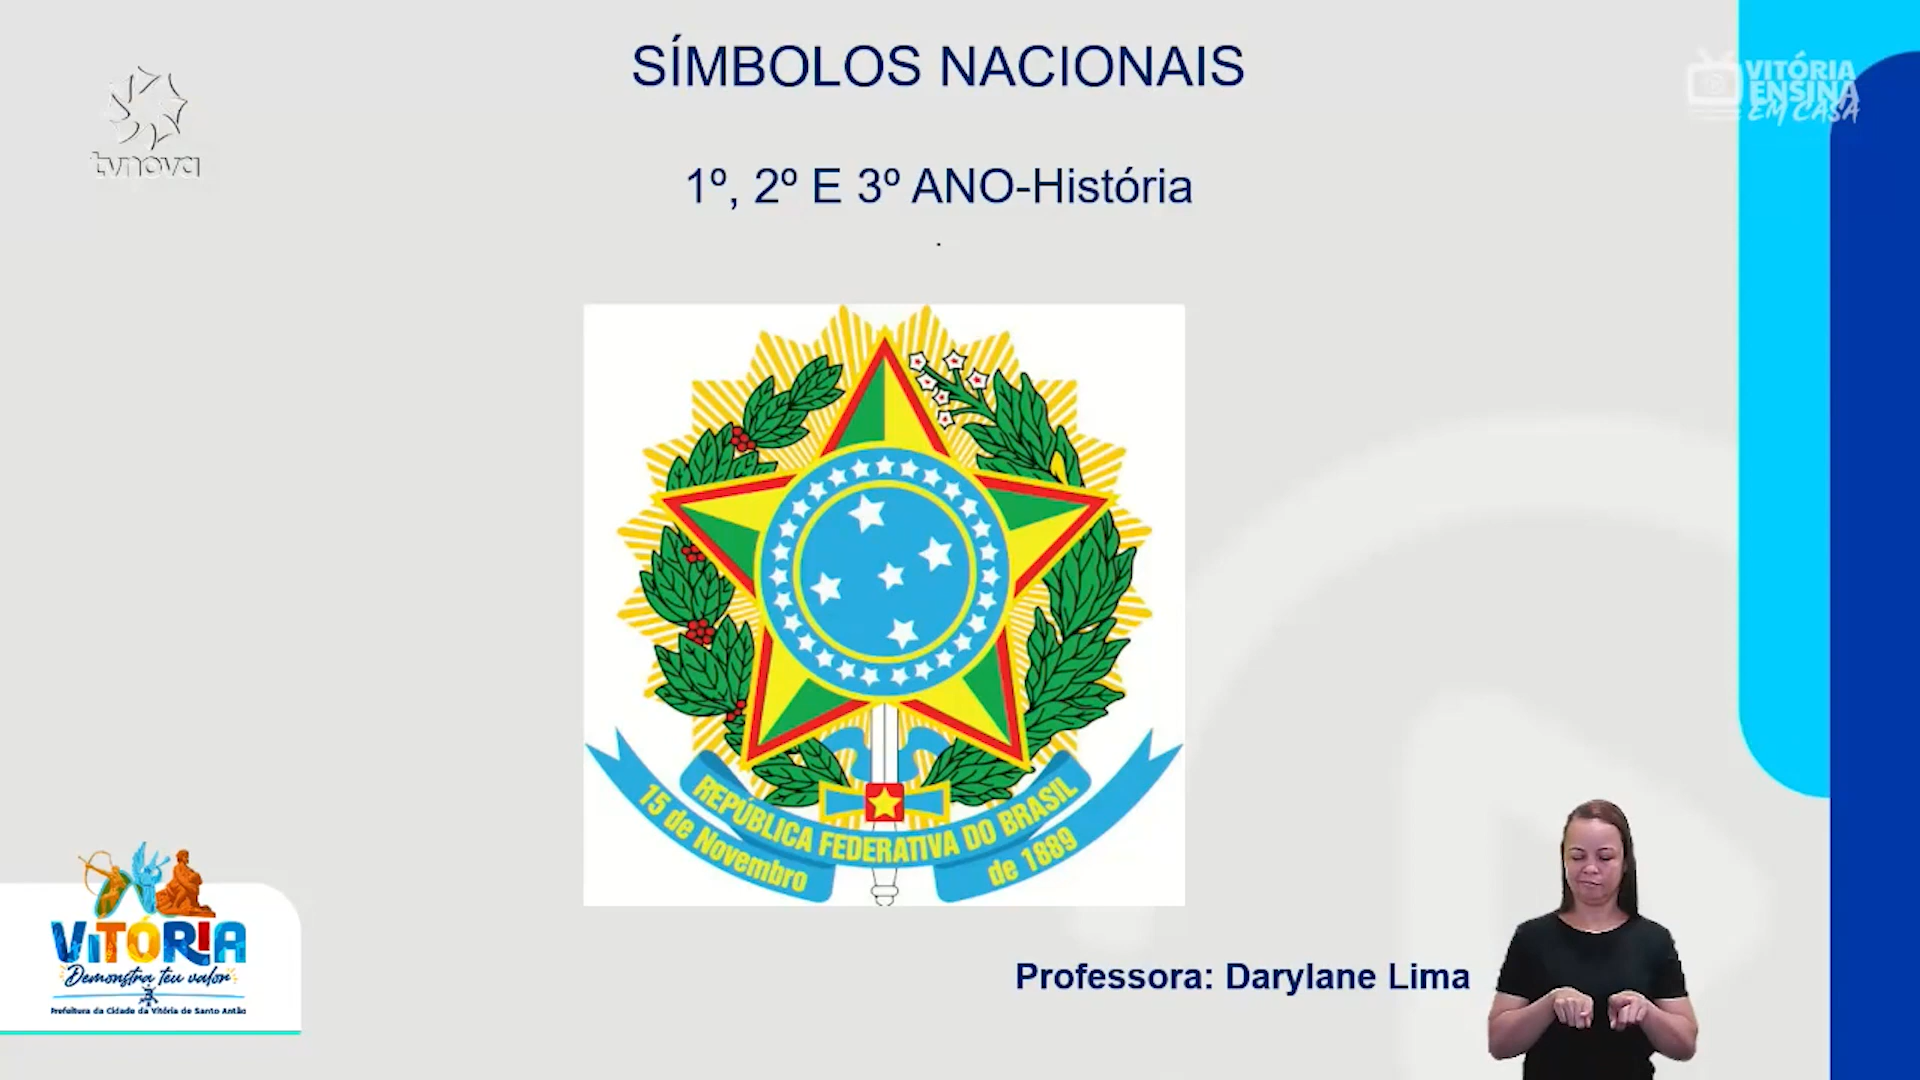 SÍMBOLOS NACIONAIS
tvnova
VITÓRIA
ENSINA
EM CASA
1º, 2º E 3º ANO-História
.
REPÚBLICA FEDERATIVA DO BRASIL
15 de Novembro
de 1889
VITÓRIA
Demonstra teu valor
Prefeitura da Cidade da Vitória de Santo Antão
Professora: Darylane Lima